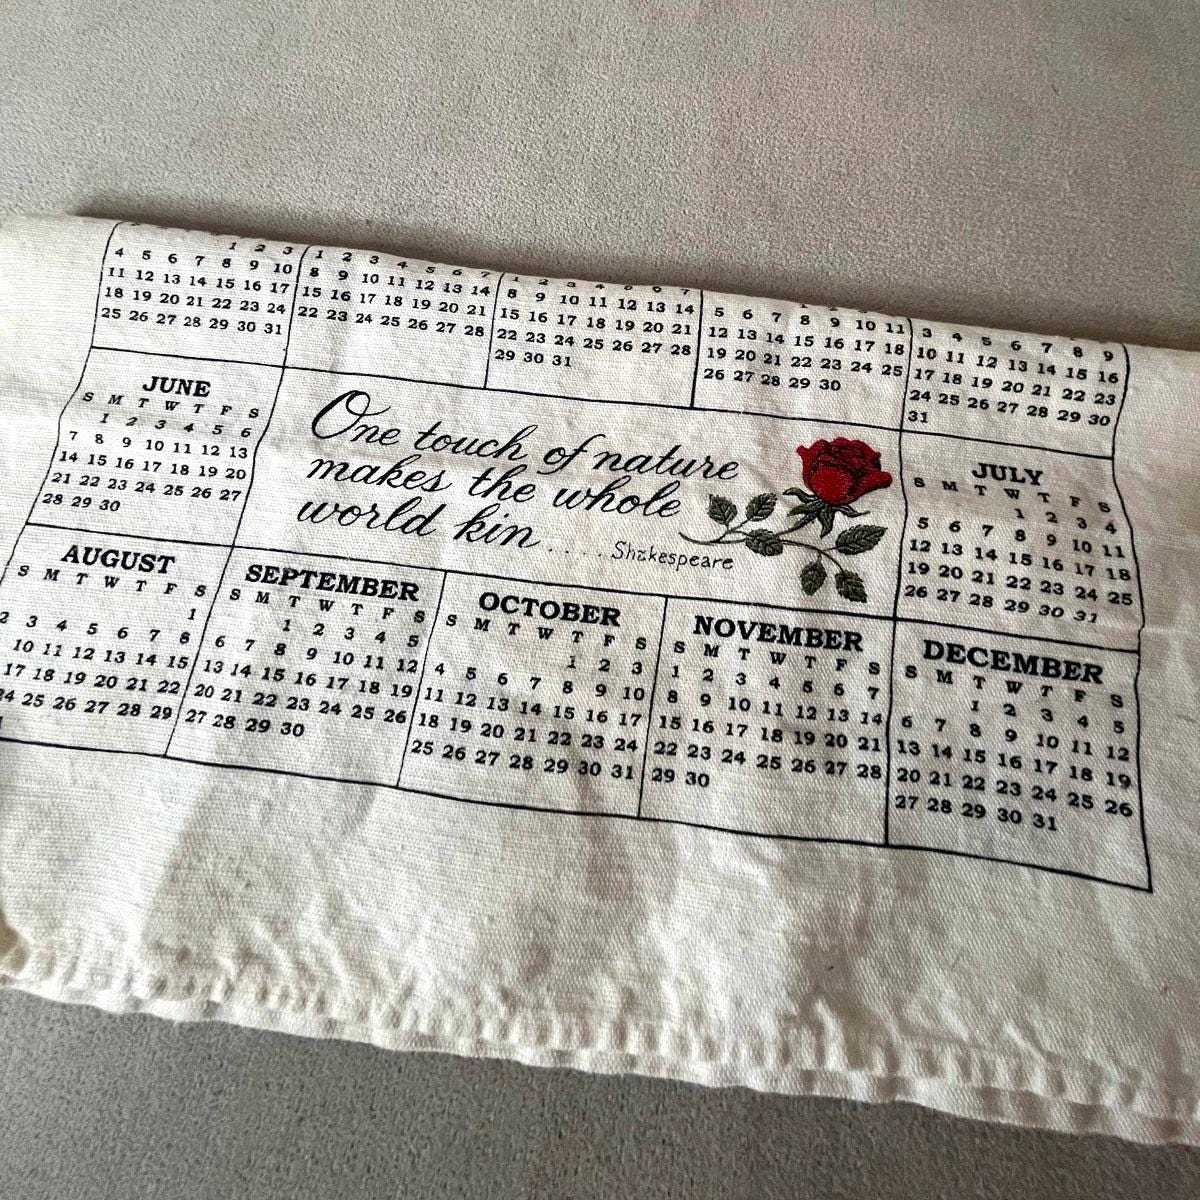 1 2 3
4 5 6 7 8 9 10
11 12 13 14 15 16 17
18 19 20 21 22 23 24
25 26 27 28 29 30 31
1 2 3 4 5 6 7
8 9 10 11 12 13 14
15 16 17 18 19 20 21
22 23 24 25 26 27 28
1 2 3 4 5 6 7
8 9 10 11 12 13 14
15 16 17 18 19 20 21
22 23 24 25 26 27 28
29 30 31
5 6 7 8 9 10 11
12 13 14 15 16 17 18
19 20 21 22 23 24 25
26 27 28 29 30
3 4 5 6 7 8 9
10 11 12 13 14 15 16
17 18 19 20 21 22 23
24 25 26 27 28 29 30
31
JUNE
S M T W T F S
1 2 3 4 5 6
7 8 9 10 11 12 13
14 15 16 17 18 19 20
21 22 23 24 25 26 27
28 29 30
One touch of nature
makes the whole
world kin....Shakespeare
JULY
S M T W T F S
1 2 3 4
5 6 7 8 9 10 11
12 13 14 15 16 17 18
19 20 21 22 23 24 25
26 27 28 29 30 31
AUGUST
S M T W T F S
1
2 3 4 5 6 7 8
10 11 12 13 14 15
17 18 19 20 21 22
24 25 26 27 28 29
SEPTEMBER
S M T W T F S
1 2 3 4 5
6 7 8 9 10 11 12
13 14 15 16 17 18 19
20 21 22 23 24 25 26
27 28 29 30
OCTOBER
S M T W T F S
1 2 3
4 5 6 7 8 9 10
11 12 13 14 15 16 17
18 19 20 21 22 23 24
25 26 27 28 29 30 31
NOVEMBER
S M T W T F S
1 2 3 4 5 6 7
8 9 10 11 12 13 14
15 16 17 18 19 20 21
22 23 24 25 26 27 28
29 30
DECEMBER
S M T W T F S
1 2 3 4 5
6 7 8 9 10 11 12
13 14 15 16 17 18 19
20 21 22 23 24 25 26
27 28 29 30 31